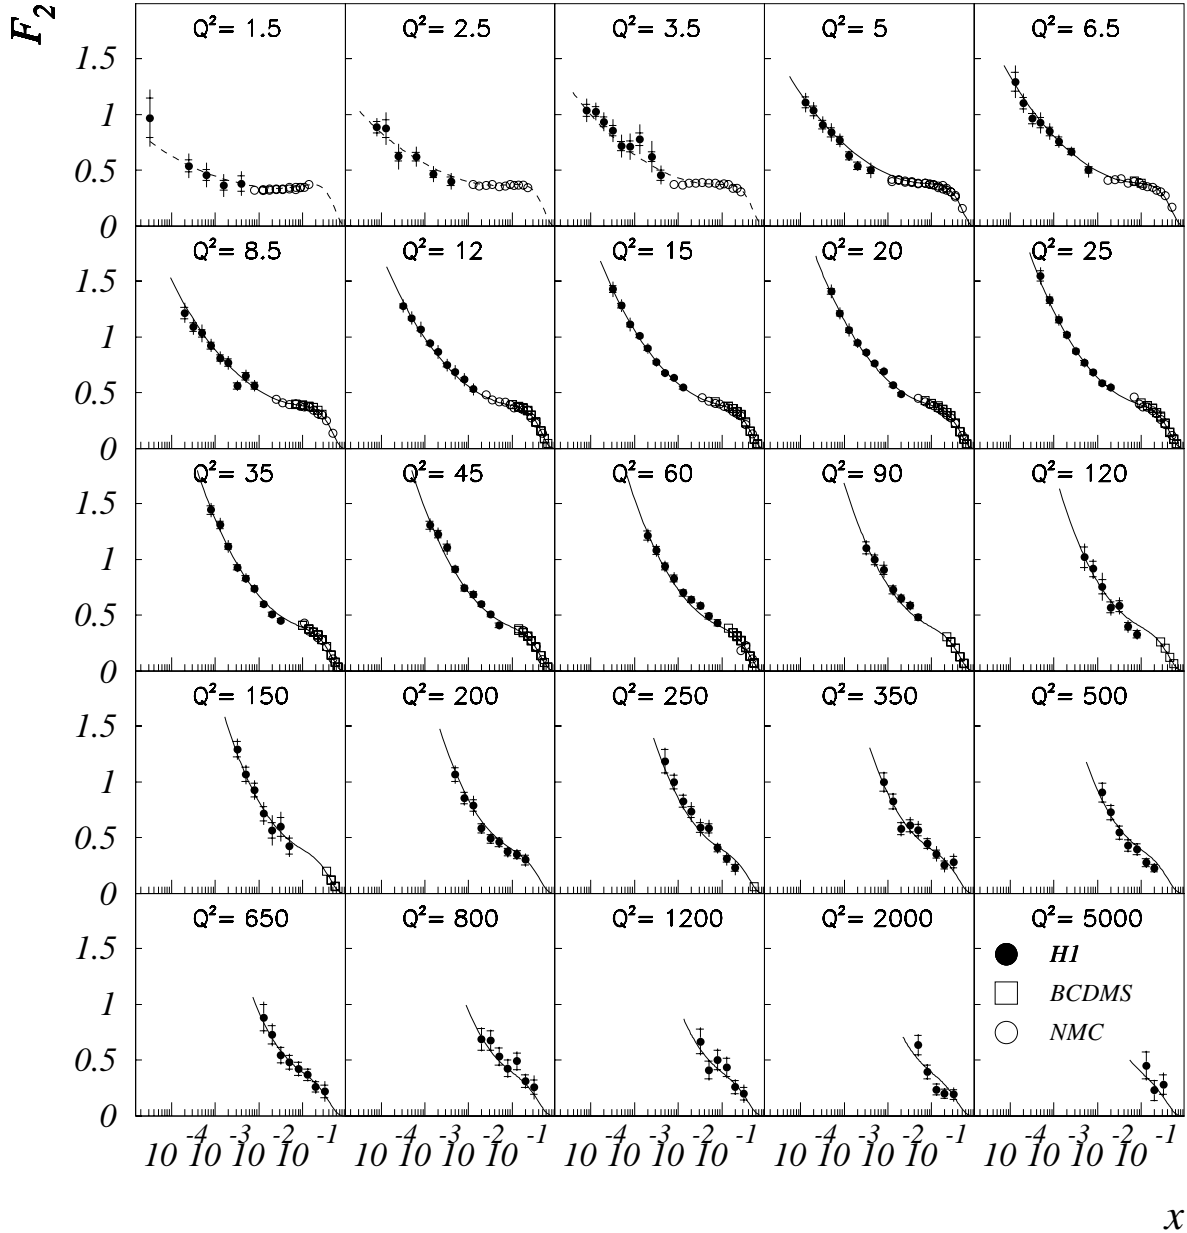 F2
Q²= 1.5 Q²= 2.5 Q²= 3.5 Q²= 5 Q²= 6.5
1.5
1
0.5
0
Q²= 8.5 Q²= 12 Q²= 15 Q²= 20 Q²= 25
1.5
1
0.5
0
Q²= 35 Q²= 45 Q²= 60 Q²= 90 Q²= 120
1.5
1
0.5
0
Q²= 150 Q²= 200 Q²= 250 Q²= 350 Q²= 500
1.5
1
0.5
0
Q²= 650 Q²= 800 Q²= 1200 Q²= 2000 Q²= 5000
1.5
H1
1
BCDMS
NMC
0.5
0
10⁻⁴ 10⁻³ 10⁻² 10⁻¹ 10⁻⁴ 10⁻³ 10⁻² 10⁻¹ 10⁻⁴ 10⁻³ 10⁻² 10⁻¹ 10⁻⁴ 10⁻³ 10⁻² 10⁻¹ 10⁻⁴ 10⁻³ 10⁻² 10⁻¹
x